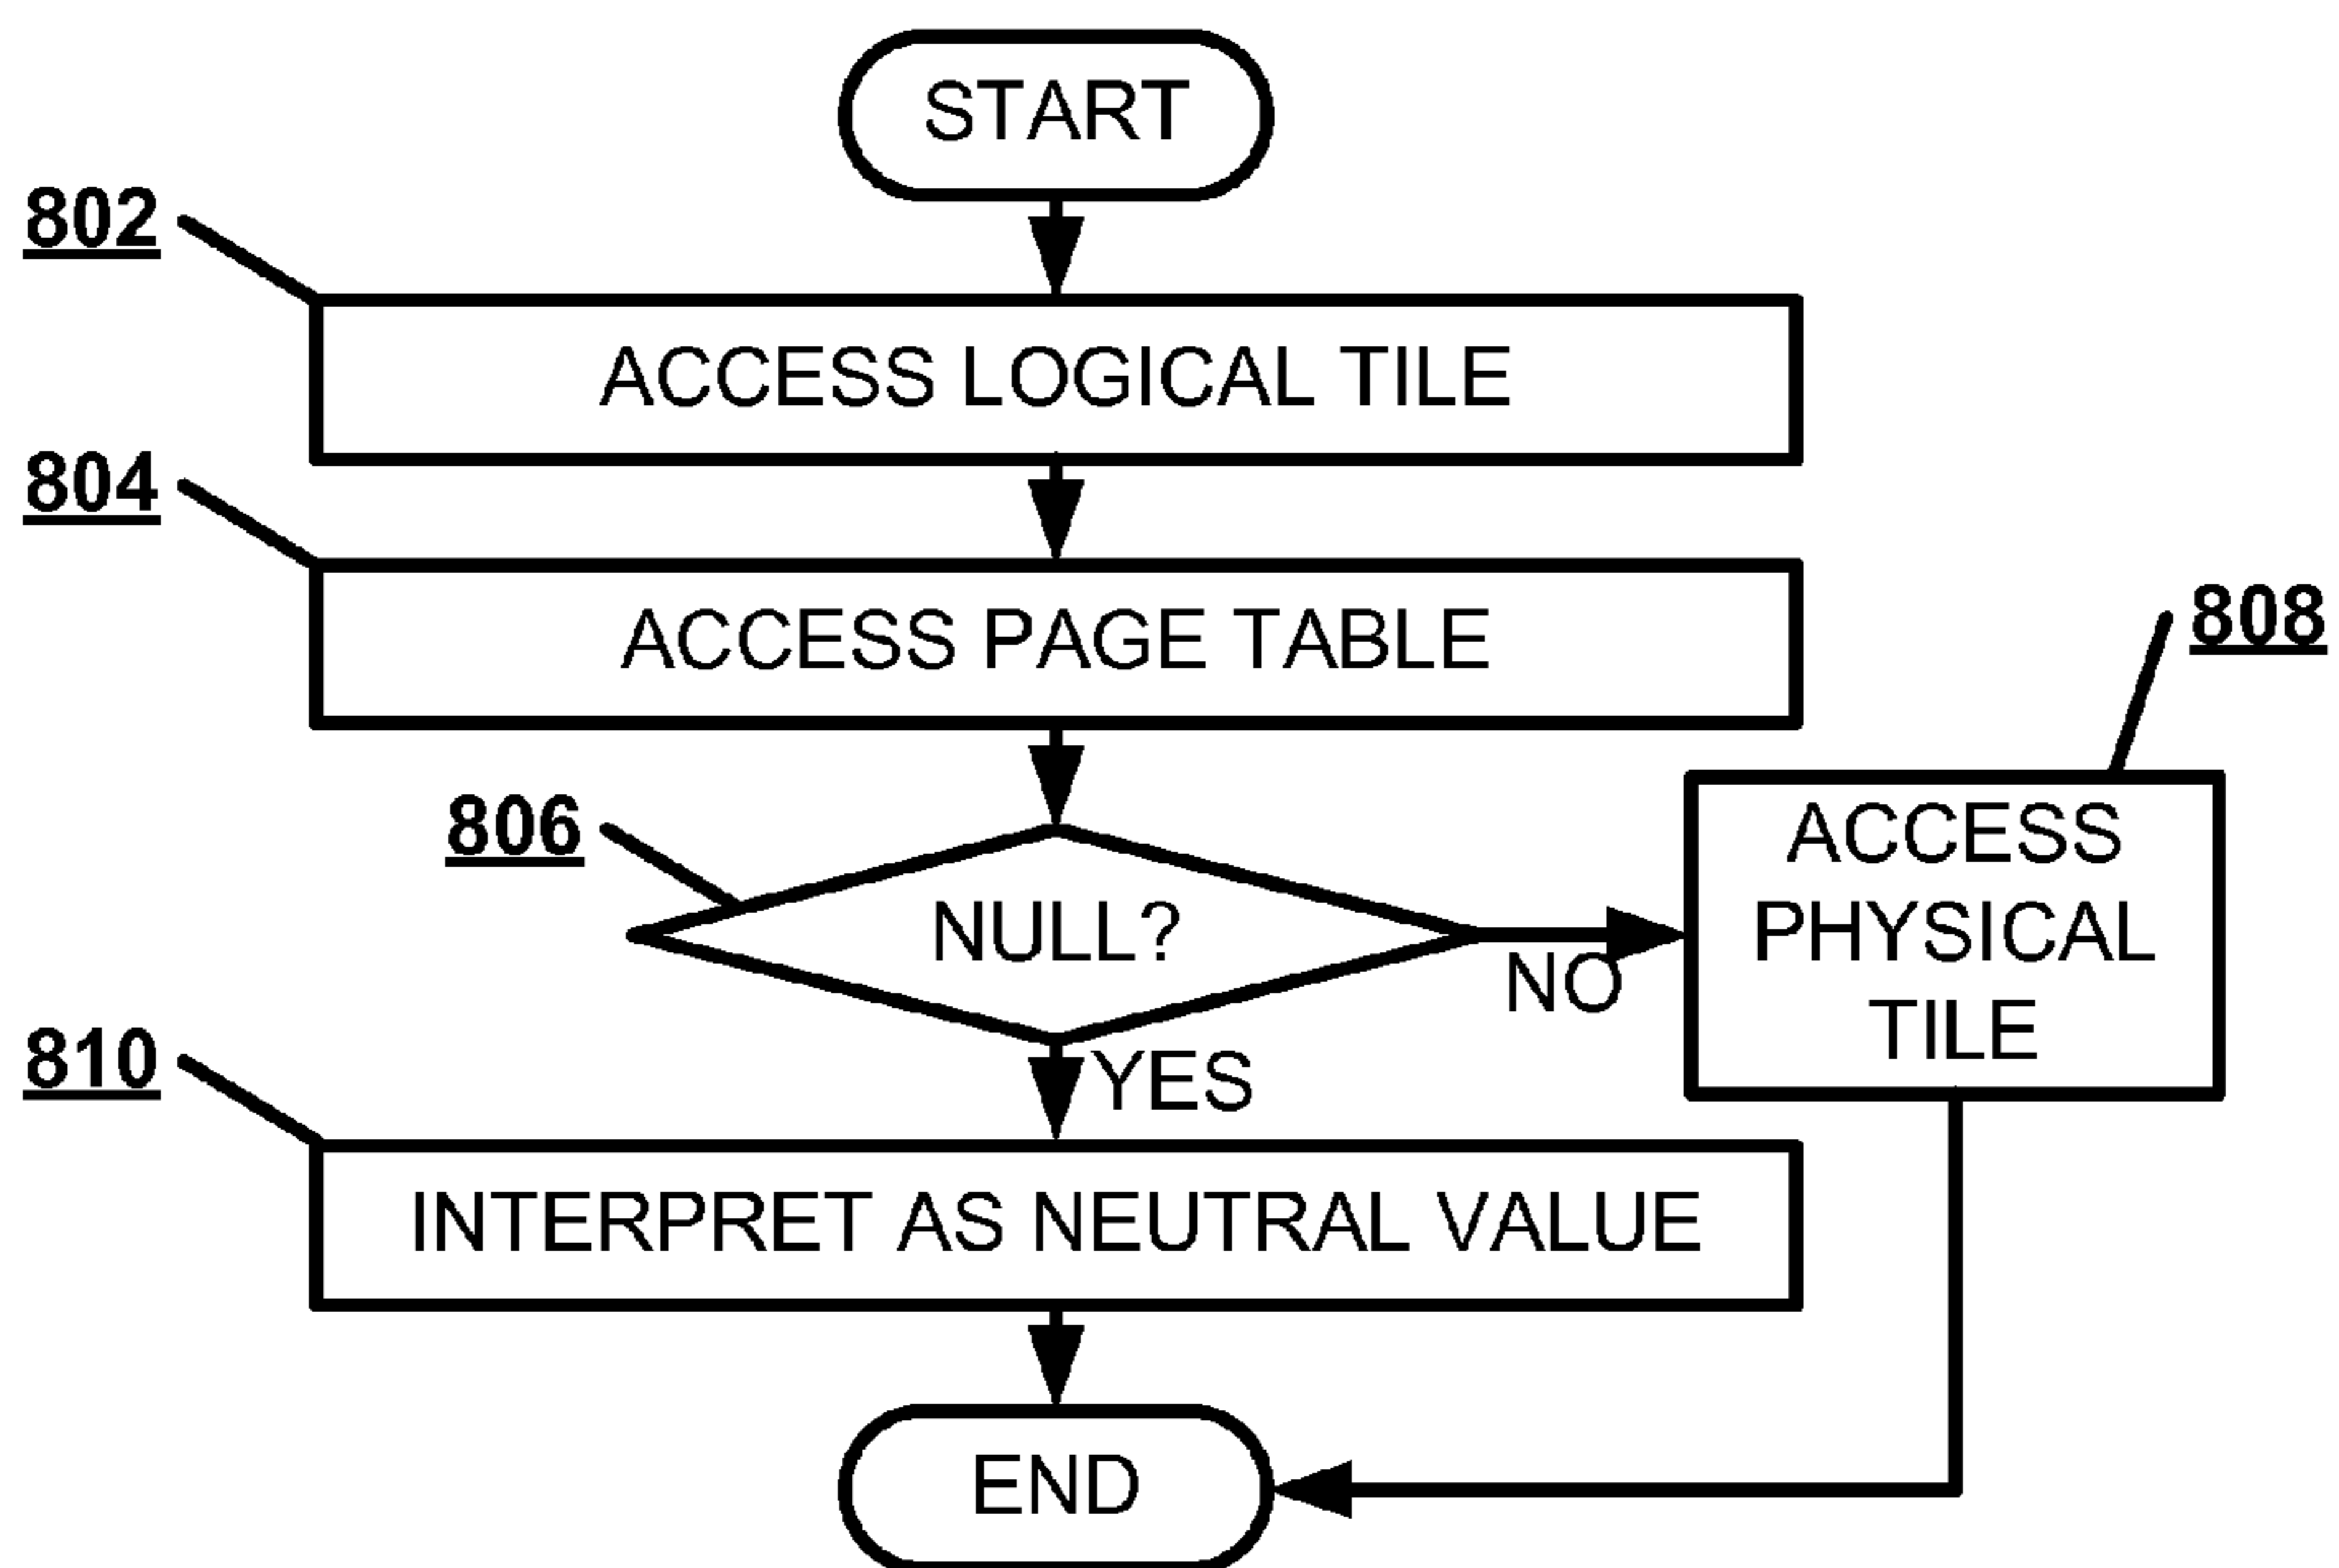 START
802
ACCESS LOGICAL TILE
804
ACCESS PAGE TABLE
808
806
NULL?
NO
ACCESS
PHYSICAL
TILE
YES
810
INTERPRET AS NEUTRAL VALUE
END